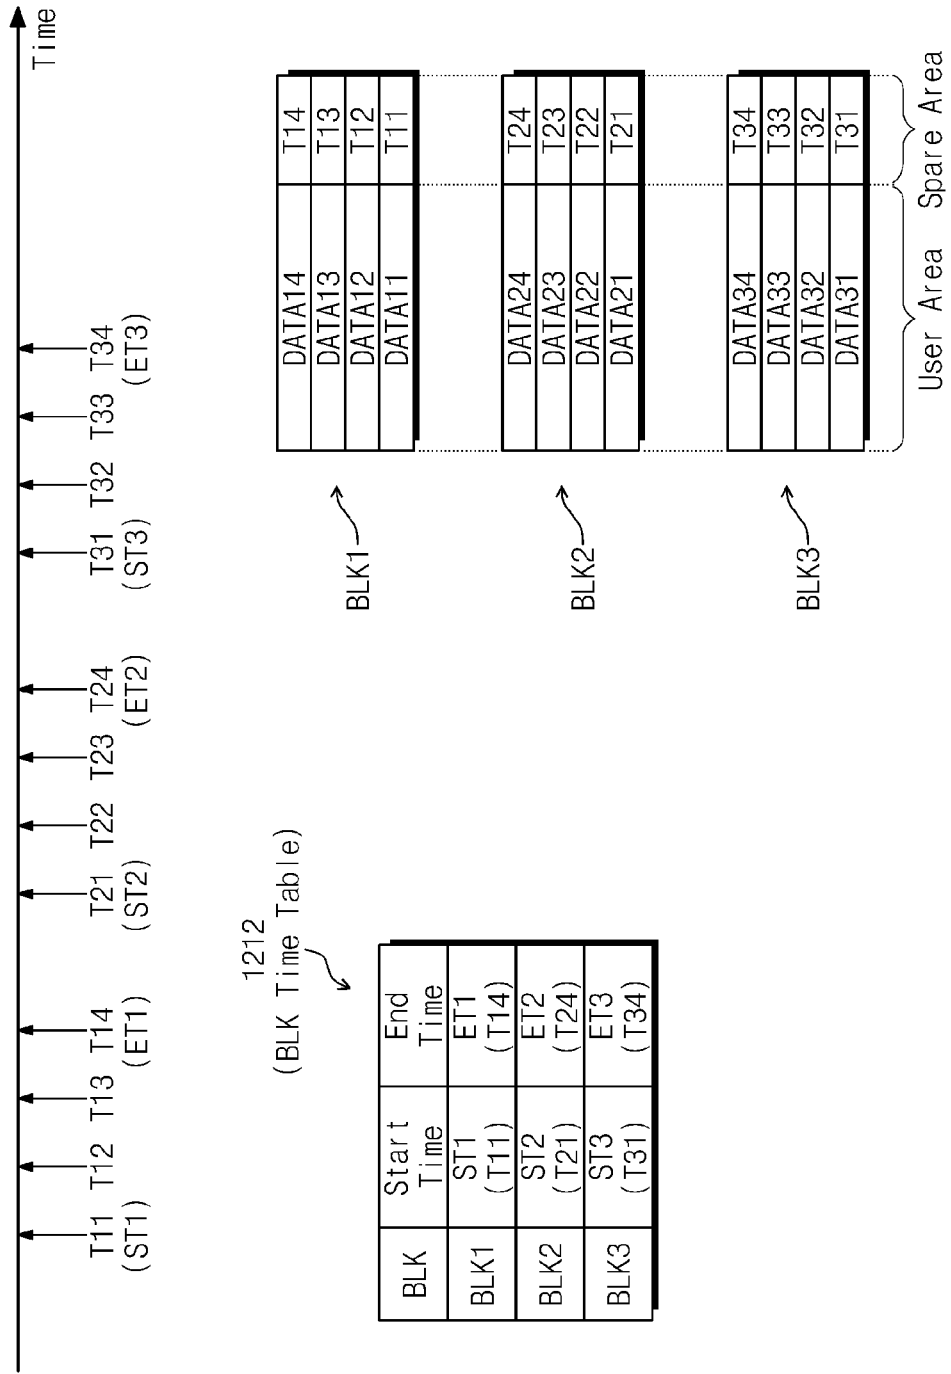 Time
T11 T12 T13 T14 T21 T22 T23 T24 T31 T32 T33 T34
(ST1) (ET1) (ST2) (ET2) (ST3) (ET3)
1212
(BLK Time Table)
BLK Start Time End Time
BLK1 ST1 (T11) ET1 (T14)
BLK2 ST2 (T21) ET2 (T24)
BLK3 ST3 (T31) ET3 (T34)
BLK1
DATA14 T14
DATA13 T13
DATA12 T12
DATA11 T11
BLK2
DATA24 T24
DATA23 T23
DATA22 T22
DATA21 T21
BLK3
DATA34 T34
DATA33 T33
DATA32 T32
DATA31 T31
User Area Spare Area